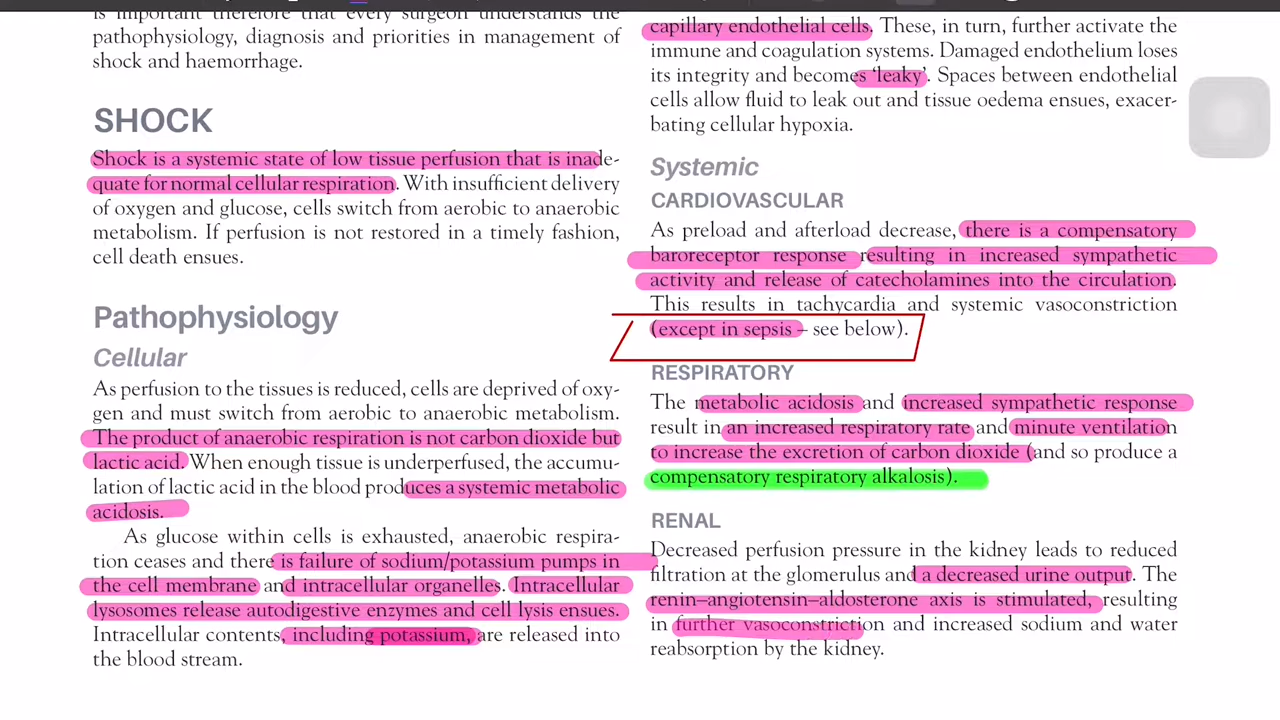 is important therefore that every surgeon understands the
pathophysiology, diagnosis and priorities in management of
shock and haemorrhage.
SHOCK
Shock is a systemic state of low tissue perfusion that is inade-
quate for normal cellular respiration. With insufficient delivery
of oxygen and glucose, cells switch from aerobic to anaerobic
metabolism. If perfusion is not restored in a timely fashion,
cell death ensues.
Pathophysiology
Cellular
As perfusion to the tissues is reduced, cells are deprived of oxy-
gen and must switch from aerobic to anaerobic metabolism.
The product of anaerobic respiration is not carbon dioxide but
lactic acid. When enough tissue is underperfused, the accumu-
lation of lactic acid in the blood produces a systemic metabolic
acidosis.
As glucose within cells is exhausted, anaerobic respira-
tion ceases and there is failure of sodium/potassium pumps in
the cell membrane and intracellular organelles. Intracellular
lysosomes release autodigestive enzymes and cell lysis ensues.
Intracellular contents, including potassium, are released into
the blood stream.
capillary endothelial cells. These, in turn, further activate the
immune and coagulation systems. Damaged endothelium loses
its integrity and becomes ‘leaky’. Spaces between endothelial
cells allow fluid to leak out and tissue oedema ensues, exacer-
bating cellular hypoxia.
Systemic
CARDIOVASCULAR
As preload and afterload decrease, there is a compensatory
baroreceptor response resulting in increased sympathetic
activity and release of catecholamines into the circulation.
This results in tachycardia and systemic vasoconstriction
(except in sepsis – see below).
RESPIRATORY
The metabolic acidosis and increased sympathetic response
result in an increased respiratory rate and minute ventilation
to increase the excretion of carbon dioxide (and so produce a
compensatory respiratory alkalosis).
RENAL
Decreased perfusion pressure in the kidney leads to reduced
filtration at the glomerulus and a decreased urine output. The
renin–angiotensin–aldosterone axis is stimulated, resulting
in further vasoconstriction and increased sodium and water
reabsorption by the kidney.